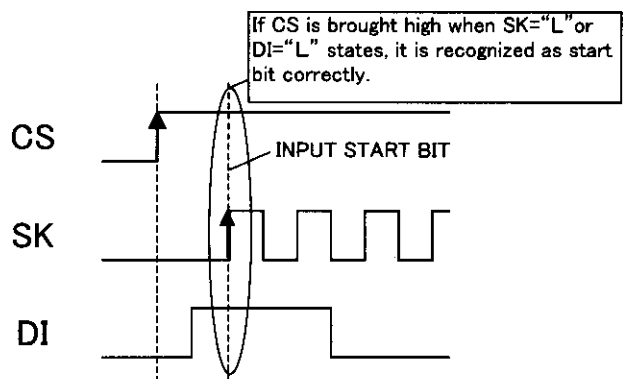 If CS is brought high when SK="L"or
DI="L" states, it is recognized as start
bit correctly.
CS
INPUT START BIT
SK
DI